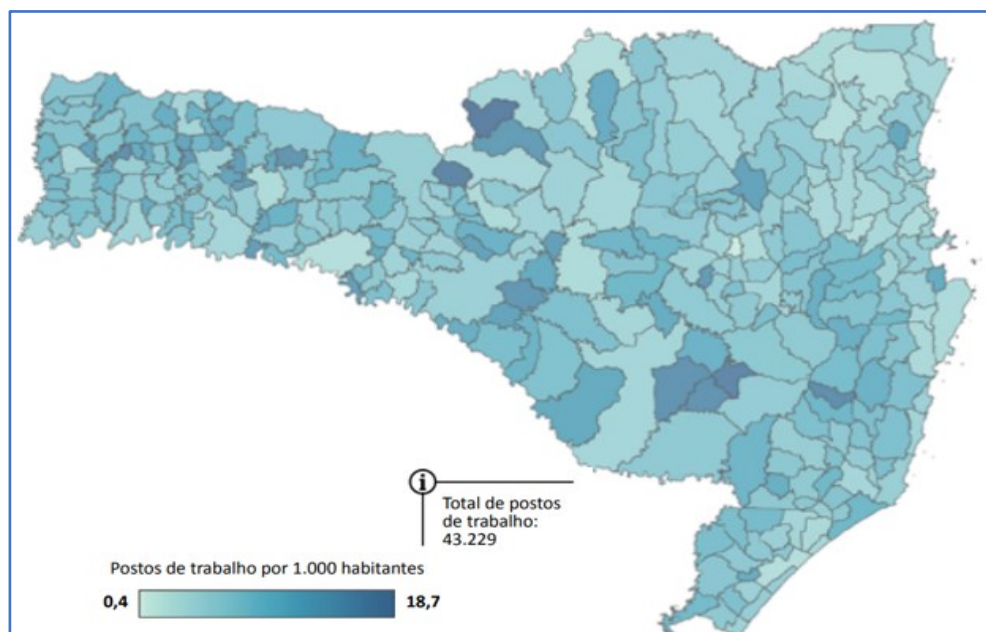 i
Total de postos
de trabalho:
43.229
Postos de trabalho por 1.000 habitantes
0,4
18,7